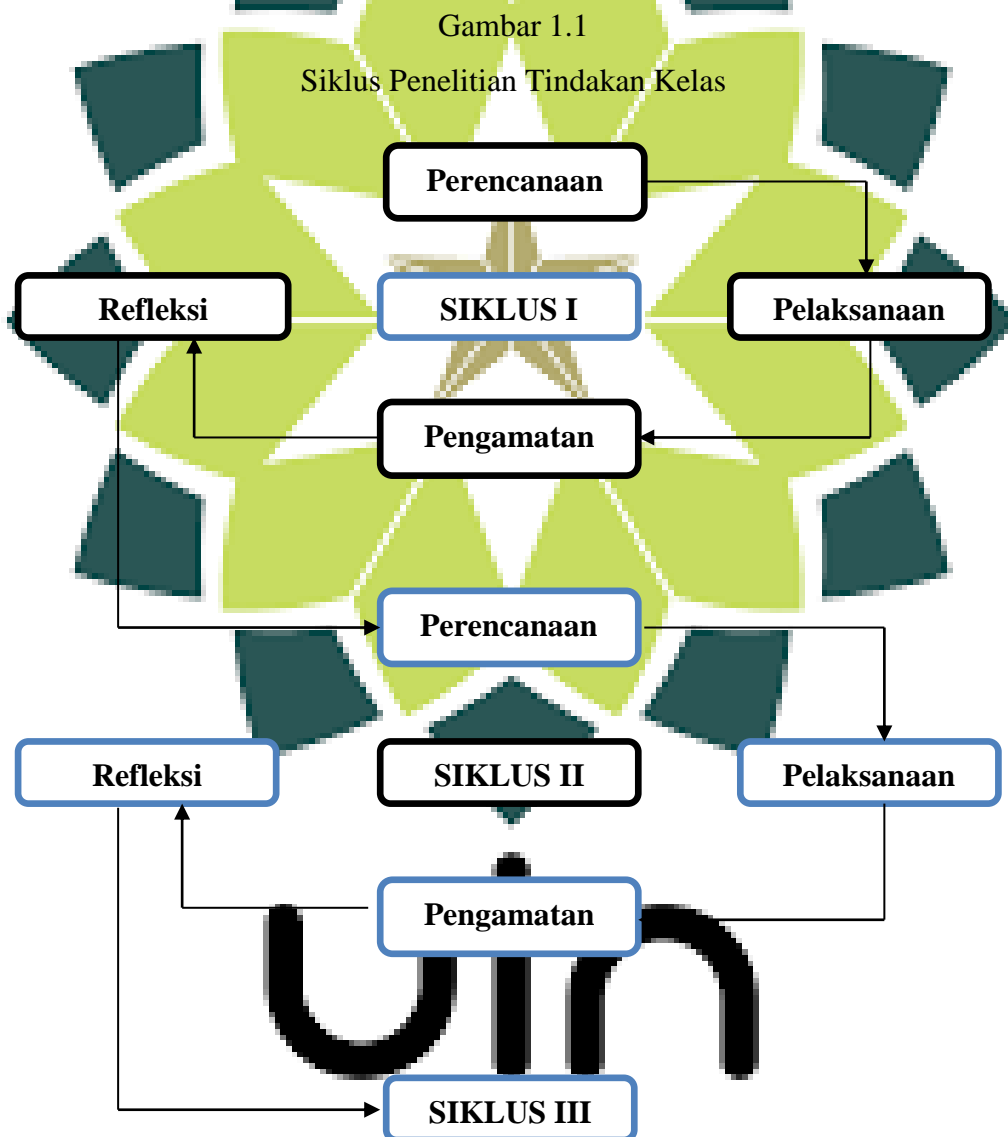 Gambar 1.1
Siklus Penelitian Tindakan Kelas
Perencanaan
Refleksi
SIKLUS I
Pelaksanaan
Pengamatan
Perencanaan
Refleksi
SIKLUS II
Pelaksanaan
Pengamatan
uin
SIKLUS III